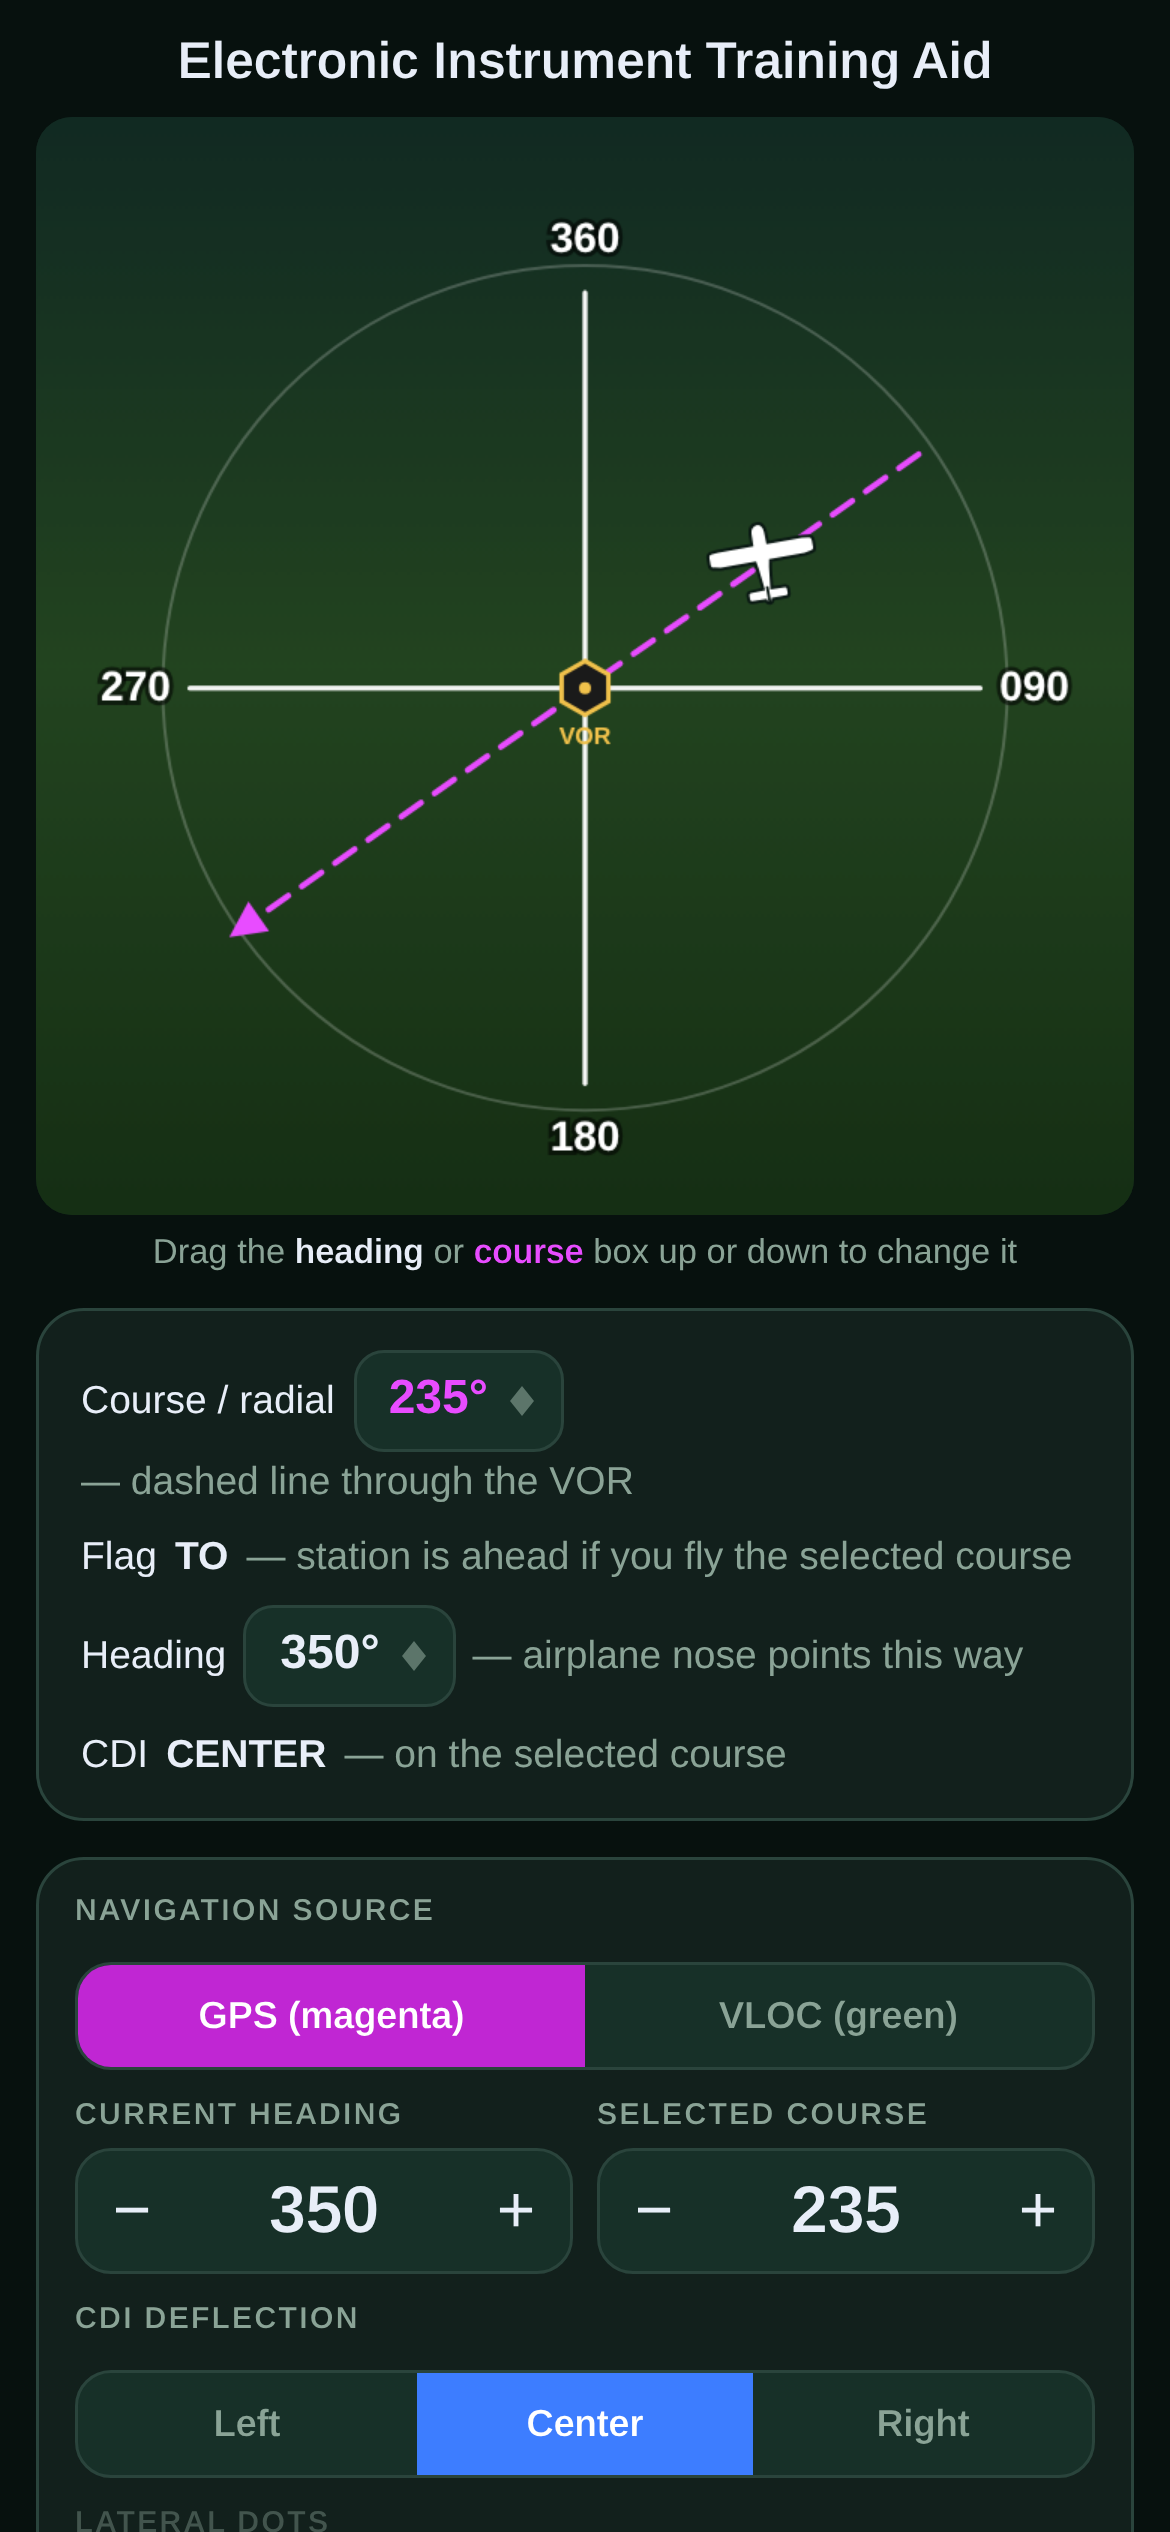 Electronic Instrument Training Aid
360
270
090
VOR
180
Drag the heading or course box up or down to change it
Course / radial 235°
— dashed line through the VOR
Flag TO — station is ahead if you fly the selected course
Heading 350° — airplane nose points this way
CDI CENTER — on the selected course
NAVIGATION SOURCE
GPS (magenta) VLOC (green)
CURRENT HEADING SELECTED COURSE
− 350 + − 235 +
CDI DEFLECTION
Left Center Right
LATERAL DOTS